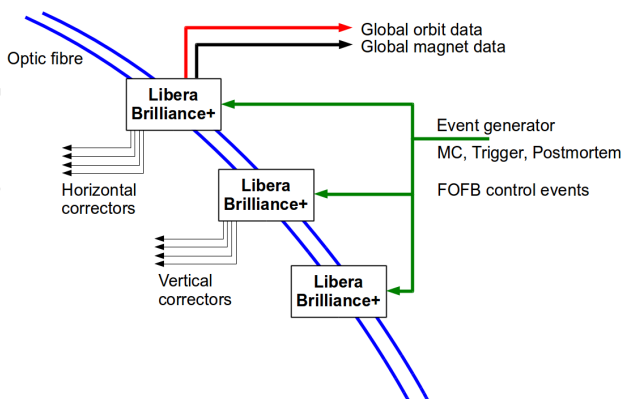 Global orbit data
Global magnet data
Optic fibre
Libera
Brilliance+
Event generator
MC, Trigger, Postmortem
FOFB control events
Horizontal
correctors
Libera
Brilliance+
Vertical
correctors
Libera
Brilliance+